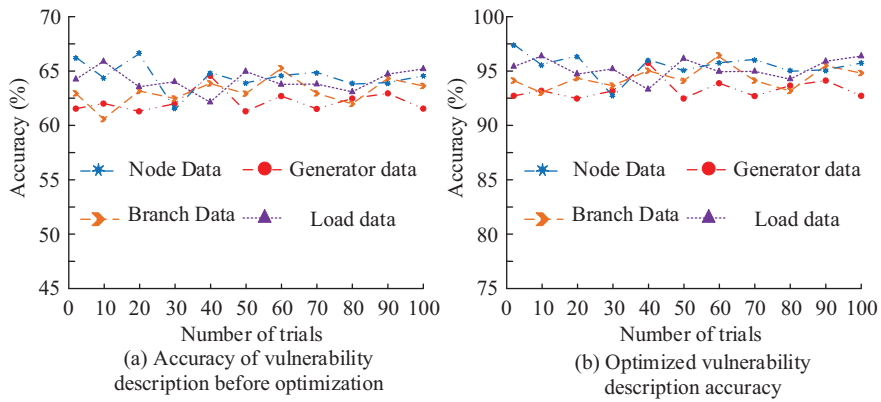 70
65
60
55
50
45
Accuracy (%)
Node Data
Generator data
Branch Data
Load data
0 10 20 30 40 50 60 70 80 90 100
Number of trials
(a) Accuracy of vulnerability
description before optimization
100
95
90
85
80
75
Accuracy (%)
Node Data
Generator data
Branch Data
Load data
0 10 20 30 40 50 60 70 80 90 100
Number of trials
(b) Optimized vulnerability
description accuracy